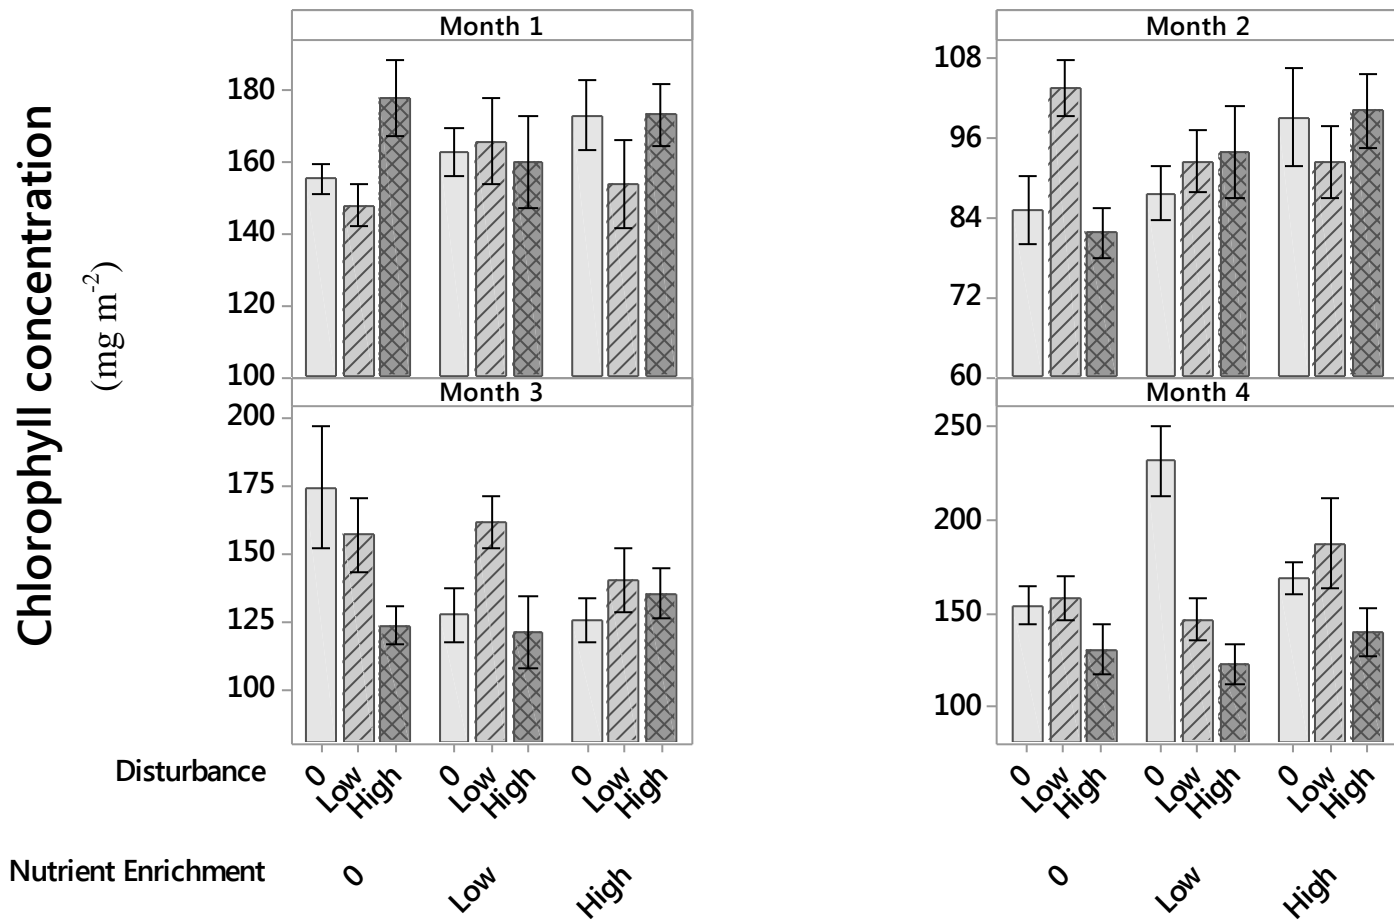 Month 1
Month 2
Chlorophyll concentration
(mg m-2)
180
160
140
120
100
108
96
84
72
60
Month 3
Month 4
200
175
150
125
100
250
200
150
100
Disturbance
0 Low High 0 Low High 0 Low High
0 Low High 0 Low High 0 Low High
Nutrient Enrichment
0 Low High
0 Low High